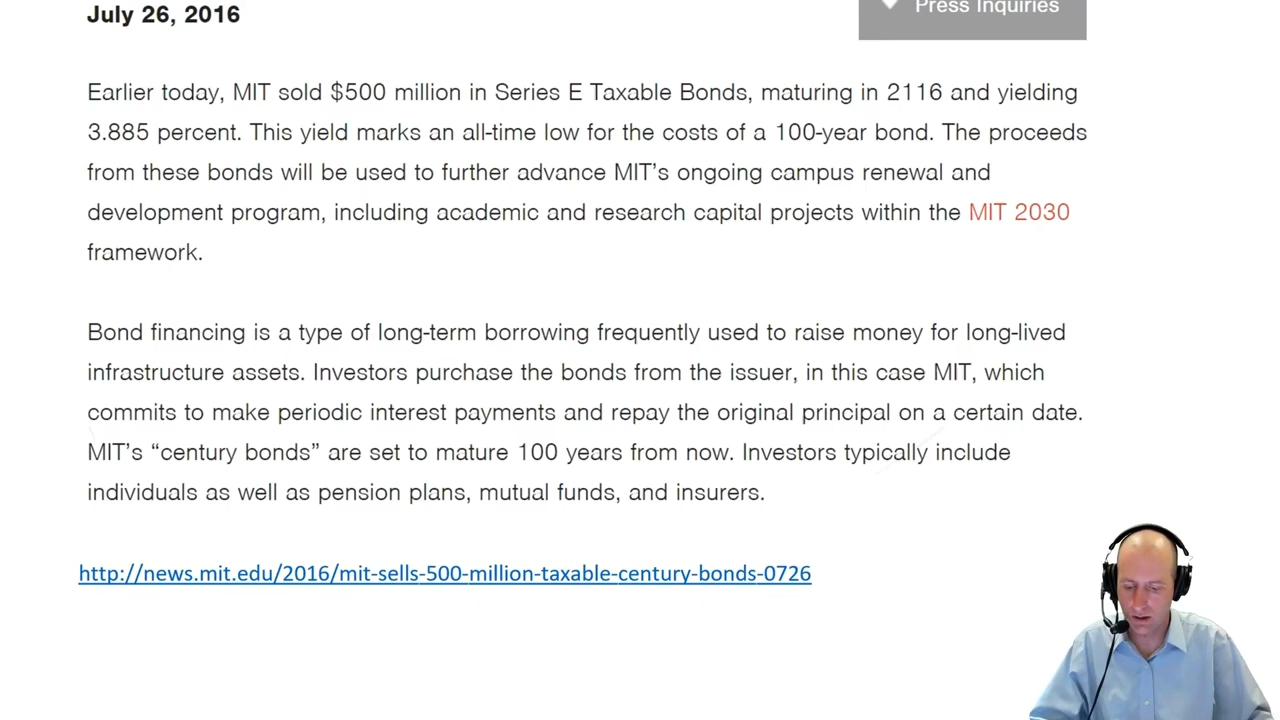 July 26, 2016
Press Inquiries
Earlier today, MIT sold $500 million in Series E Taxable Bonds, maturing in 2116 and yielding
3.885 percent. This yield marks an all-time low for the costs of a 100-year bond. The proceeds
from these bonds will be used to further advance MIT’s ongoing campus renewal and
development program, including academic and research capital projects within the MIT 2030
framework.
Bond financing is a type of long-term borrowing frequently used to raise money for long-lived
infrastructure assets. Investors purchase the bonds from the issuer, in this case MIT, which
commits to make periodic interest payments and repay the original principal on a certain date.
MIT’s “century bonds” are set to mature 100 years from now. Investors typically include
individuals as well as pension plans, mutual funds, and insurers.
http://news.mit.edu/2016/mit-sells-500-million-taxable-century-bonds-0726